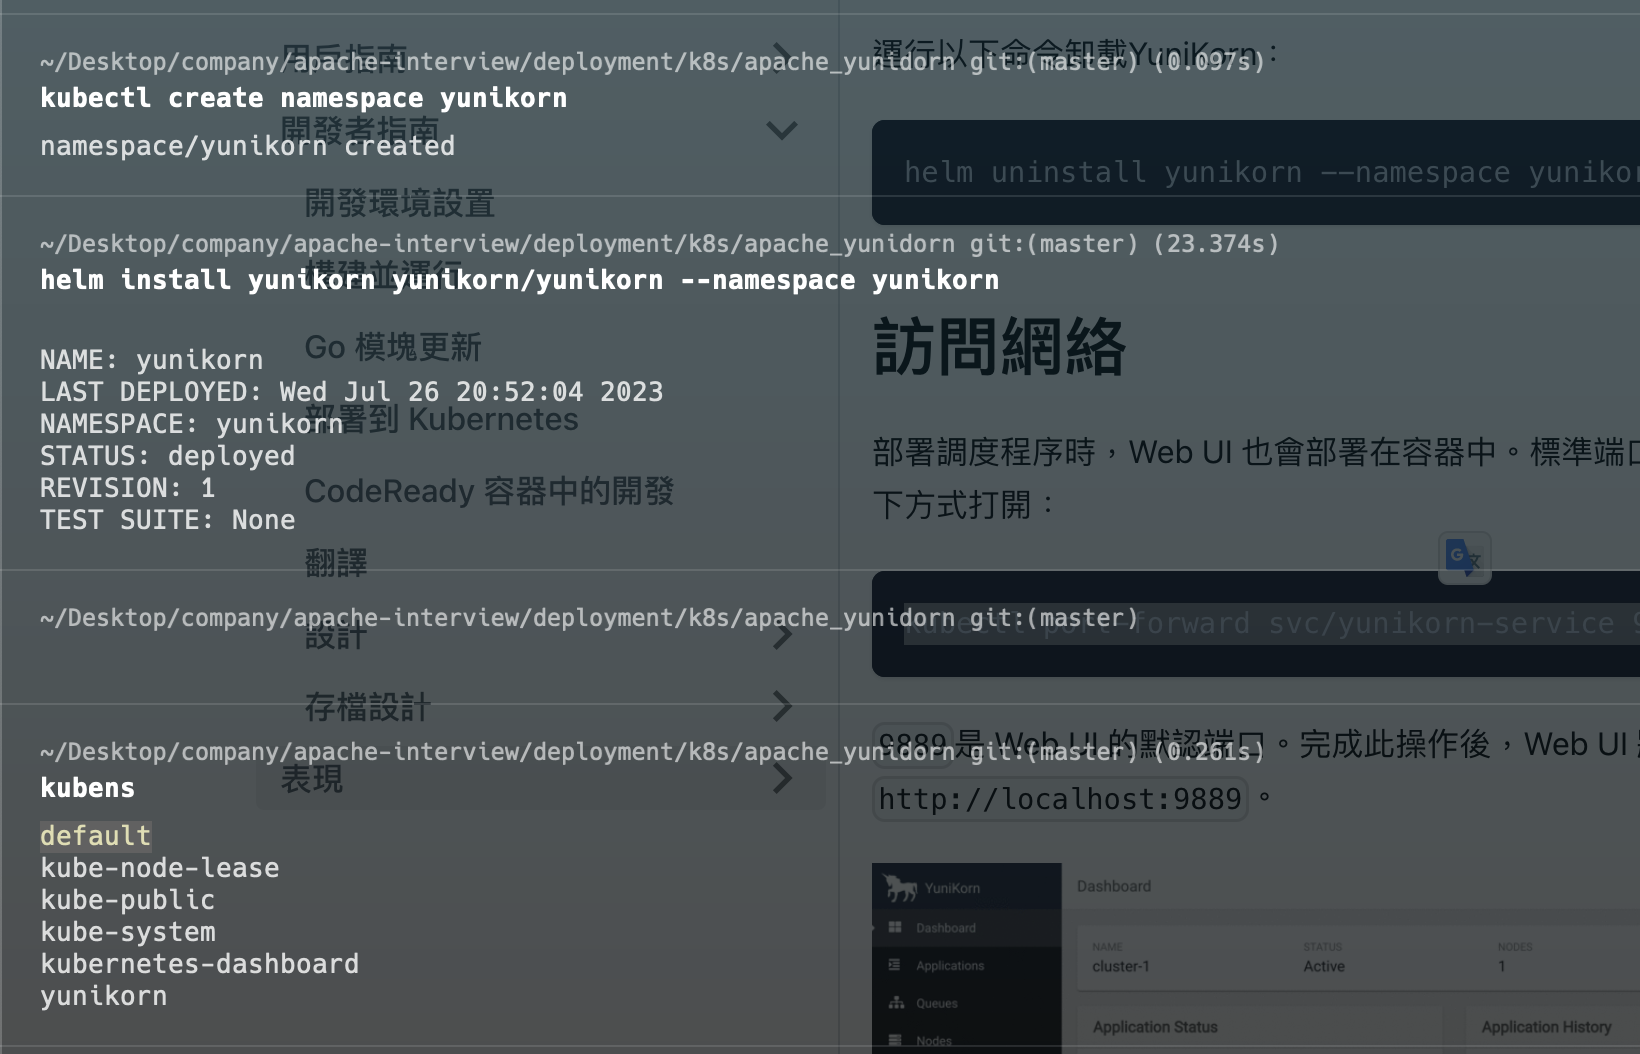 ~/Desktop/company/apache-interview/deployment/k8s/apache_yunidorn git:(master) (0.097s)
kubectl create namespace yunikorn
namespace/yunikorn created
~/Desktop/company/apache-interview/deployment/k8s/apache_yunidorn git:(master) (23.374s)
helm install yunikorn yunikorn/yunikorn --namespace yunikorn
NAME: yunikorn
LAST DEPLOYED: Wed Jul 26 20:52:04 2023
NAMESPACE: yunikorn
STATUS: deployed
REVISION: 1
TEST SUITE: None
~/Desktop/company/apache-interview/deployment/k8s/apache_yunidorn git:(master)
~/Desktop/company/apache-interview/deployment/k8s/apache_yunidorn git:(master) (0.261s)
kubens
default
kube-node-lease
kube-public
kube-system
kubernetes-dashboard
yunikorn
用戶指南
開發者指南
開發環境設置
構建並運行
Go 模塊更新
部署到 Kubernetes
CodeReady 容器中的開發
翻譯
設計
存檔設計
表現
運行以下命令卸載YuniKorn：
helm uninstall yunikorn --namespace yuniko
訪問網絡
部署調度程序時，Web UI 也會部署在容器中。標準端口
下方式打開：
kubectl port-forward svc/yunikorn-service 9
9889 是 Web UI 的默認端口。完成此操作後，Web UI
http://localhost:9889 。
YuniKorn
Dashboard
Applications
Queues
Nodes
Dashboard
NAME
cluster-1
STATUS
Active
NODES
1
Application Status
Application History